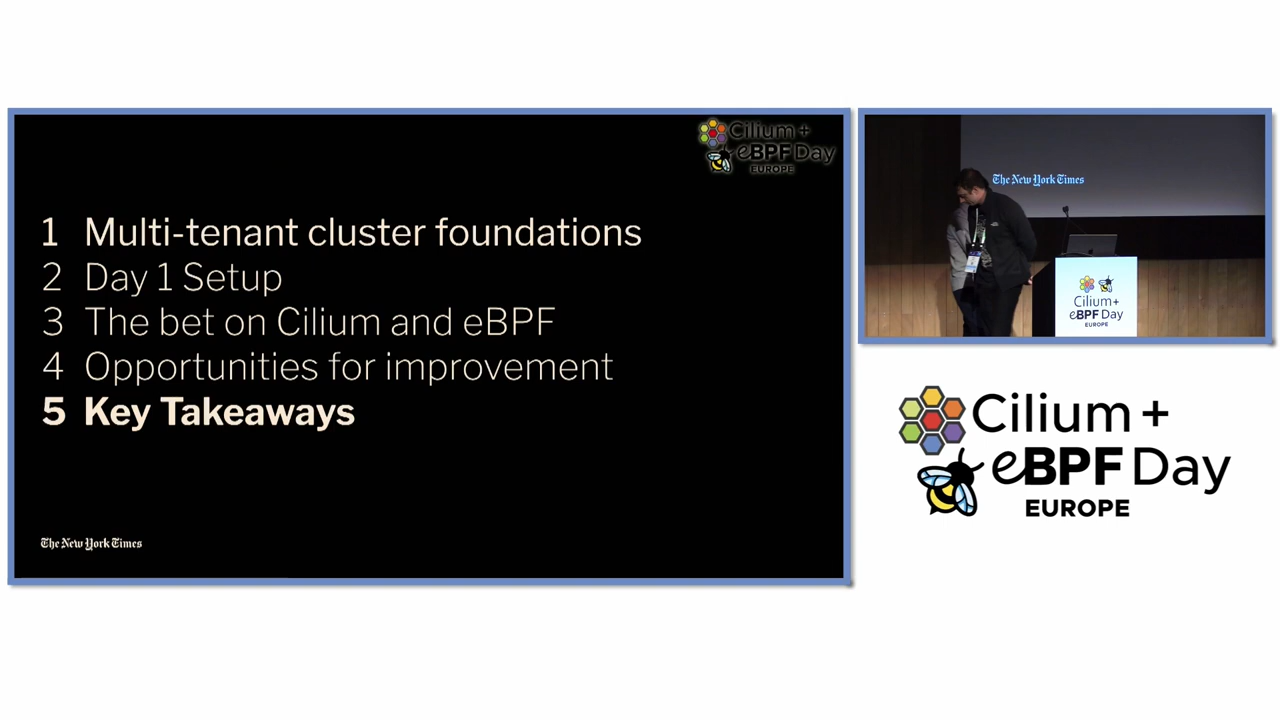 Cilium +
eBPF Day
EUROPE
1 Multi-tenant cluster foundations
2 Day 1 Setup
3 The bet on Cilium and eBPF
4 Opportunities for improvement
5 Key Takeaways
The New York Times
The New York Times
Cilium+
eBPF Day
EUROPE
Cilium +
eBPF Day
EUROPE